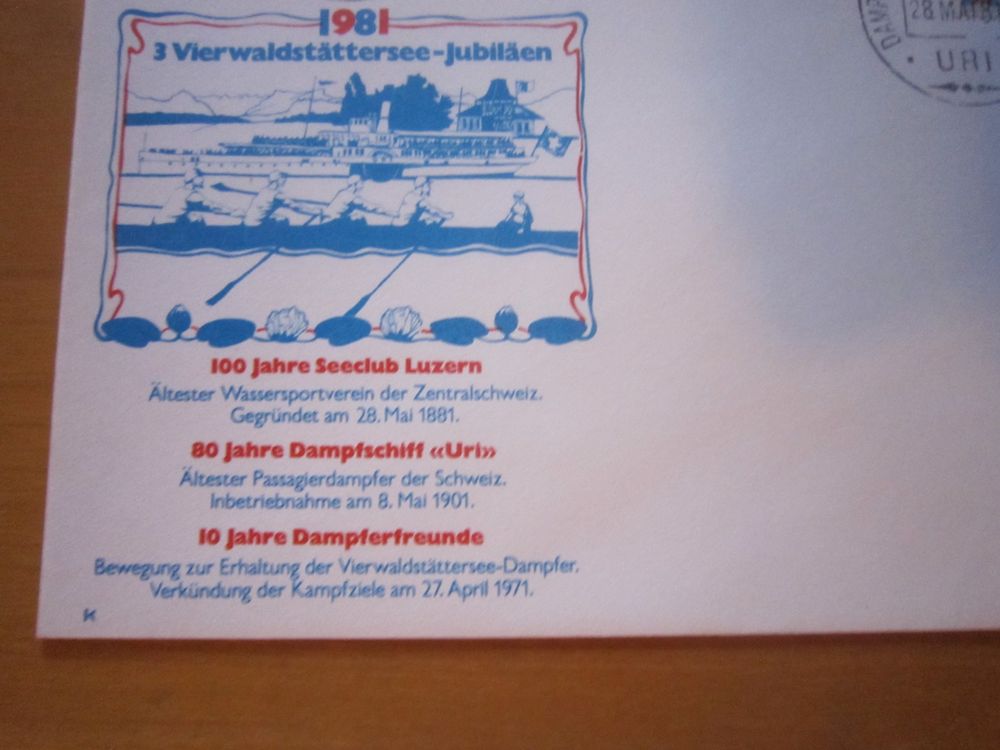 1981
3 Vierwaldstättersee-Jubiläen
28. MAI
URI
100 Jahre Seeclub Luzern
Ältester Wassersportverein der Zentralschweiz.
Gegründet am 28. Mai 1881.
80 Jahre Dampfschiff «Uri»
Ältester Passagierdampfer der Schweiz.
Inbetriebnahme am 8. Mai 1901.
10 Jahre Dampferfreunde
Bewegung zur Erhaltung der Vierwaldstättersee-Dampfer.
Verkündung der Kampfziele am 27. April 1971.